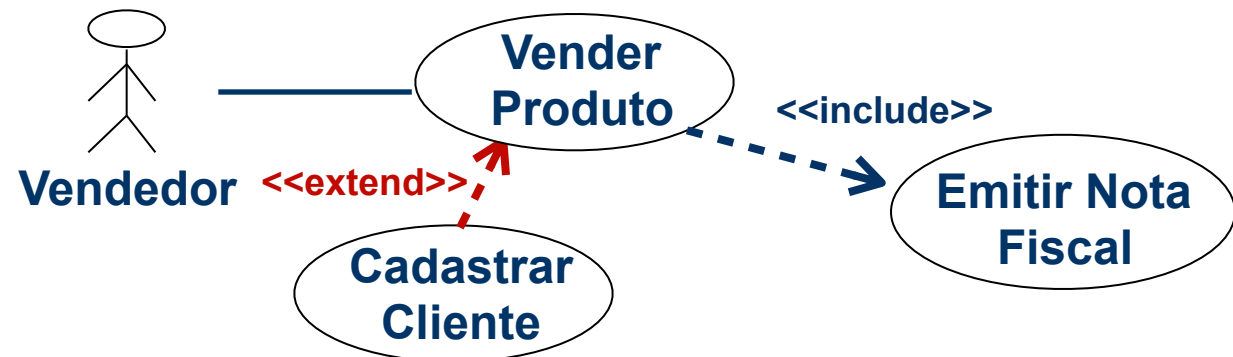 Vender
Produto
<<include>>
Vendedor
<<extend>>
Emitir Nota
Fiscal
Cadastrar
Cliente